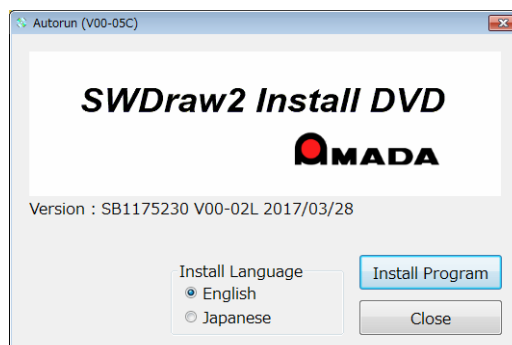 Autorun (V00-05C)
SWDraw2 Install DVD
AMADA
Version : SB1175230 V00-02L 2017/03/28
Install Language
English
Japanese
Install Program
Close